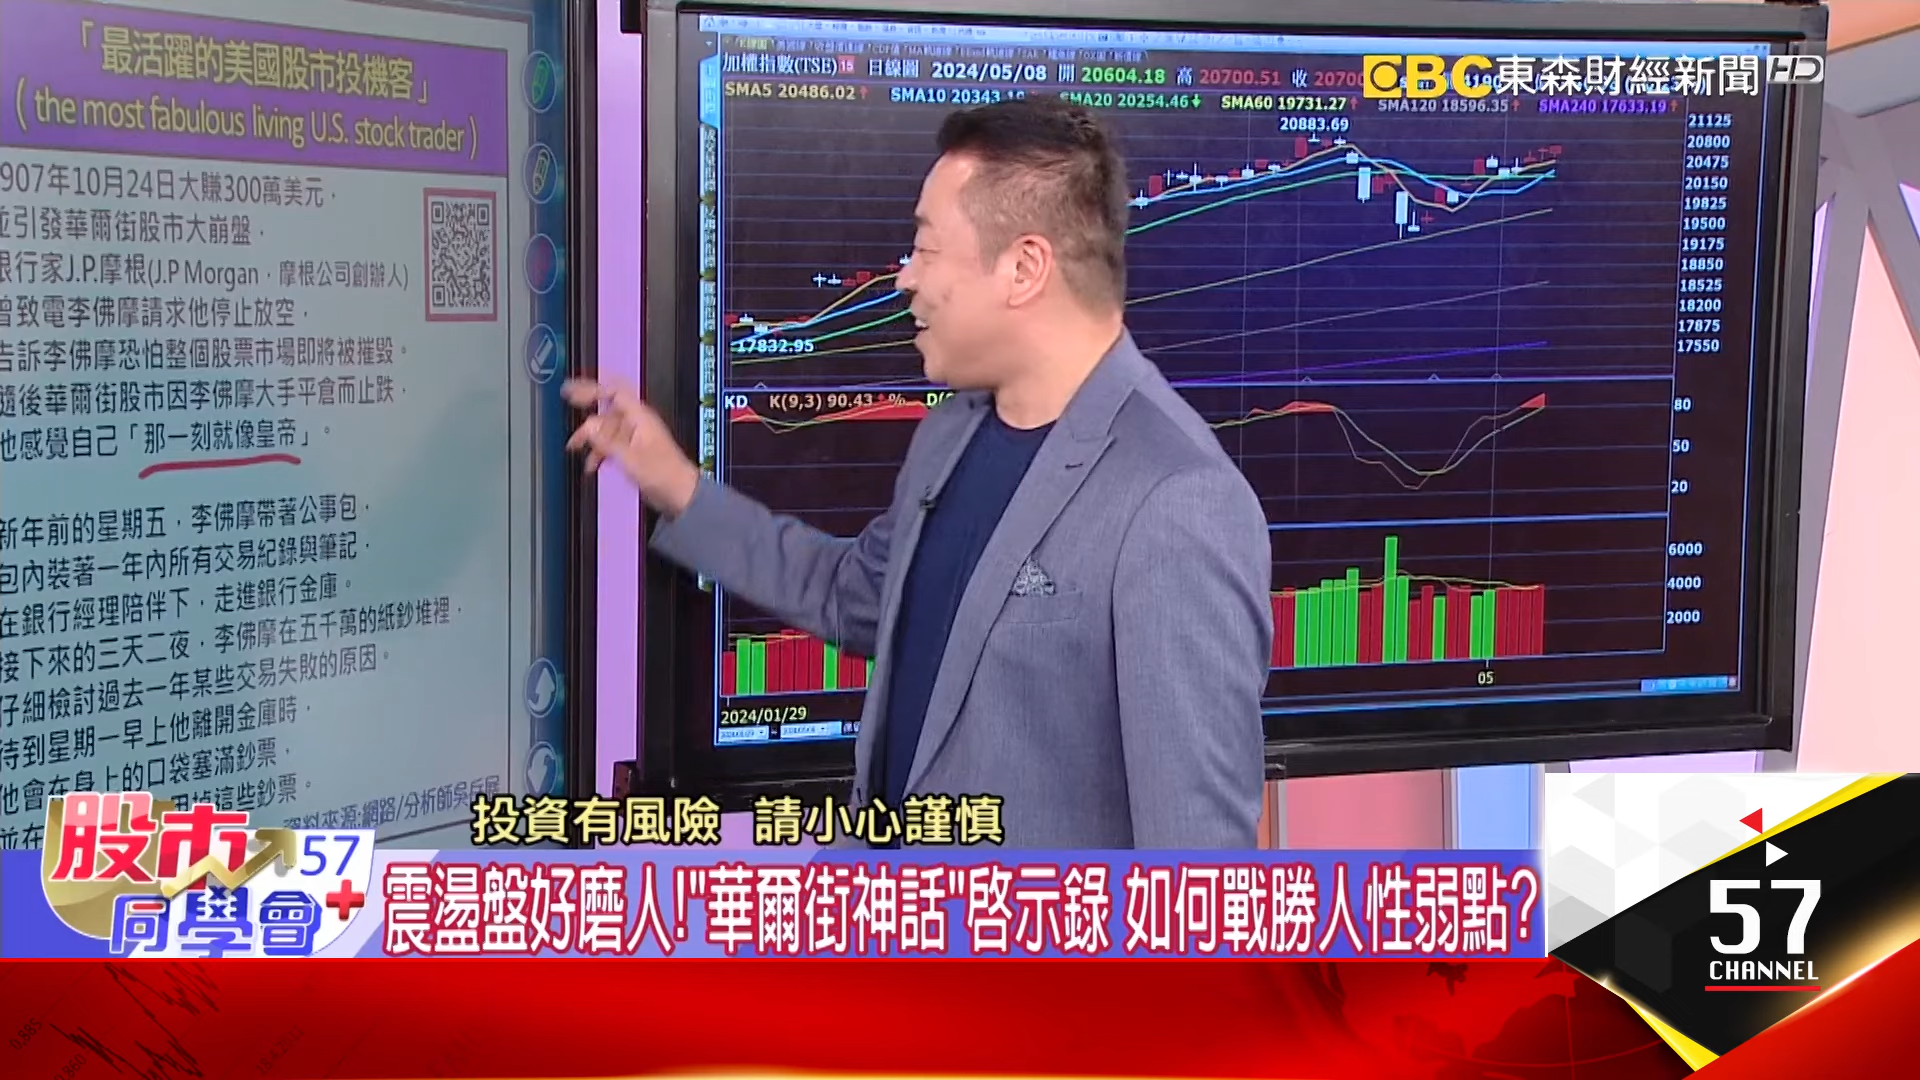 「最活躍的美國股市投機客」
(the most fabulous living U.S. stock trader)
907年10月24日大賺300萬美元，
並引發華爾街股市大崩盤，
銀行家J.P.摩根(J.P Morgan，摩根公司創辦人)
曾致電李佛摩請求他停止放空，
告訴李佛摩恐怕整個股票市場即將被摧毀。
隨後華爾街股市因李佛摩大手平倉而止跌，
他感覺自己「那一刻就像皇帝」。
新年前的星期五，李佛摩帶著公事包，
包內裝著一年內所有交易紀錄與筆記，
在銀行經理陪伴下，走進銀行金庫。
接下來的三天二夜，李佛摩在五千萬的紙鈔堆裡，
仔細檢討過去一年某些交易失敗的原因。
待到星期一早上他離開金庫時，
他會在身上的口袋塞滿鈔票，
並在
這些鈔票。
資料來源:網路/分析師吳岳展
加權指數(TSE) 15 日線圖 2024/05/08 開 20604.18 高 20700.51 收 20700
SMA5 20486.02↑ SMA10 20343.19 SMA20 20254.46↓ SMA60 19731.27↑ SMA120 18596.35↑ SMA240 17633.19↑
EBC東森財經新聞HD
20883.69
17832.95
21125
20800
20475
20150
19825
19500
19175
18850
18525
18200
17875
17550
KD K(9,3) 90.43↑%
80
50
20
6000
4000
2000
05
2024/01/29
投資有風險 請小心謹慎
股市同學會 57+
震盪盤好磨人!"華爾街神話"啓示錄 如何戰勝人性弱點?
57
CHANNEL